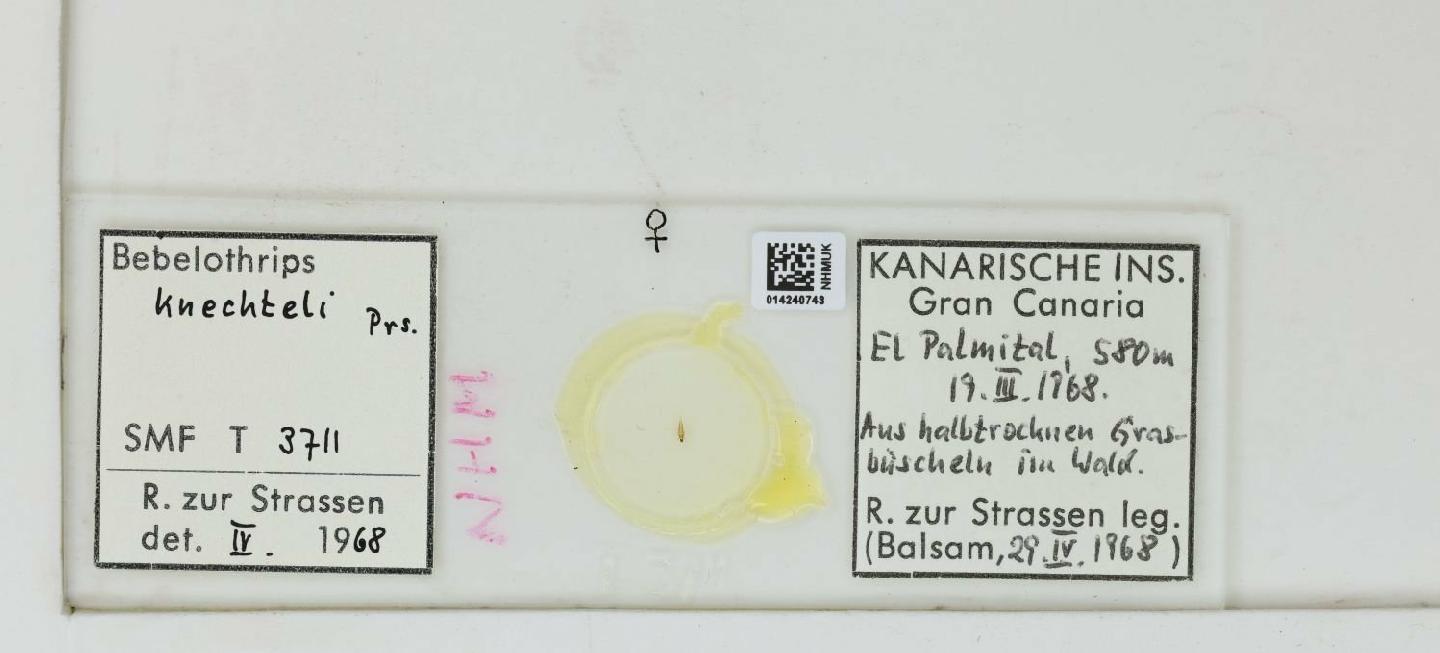 Bebelothrips
knechteli Prs.
SMF T 3711
R. zur Strassen
det. IV. 1968
NHM
♀
NHMUK
014240743
KANARISCHE INS.
Gran Canaria
El Palmital, 580m
19.III.1968.
Aus halbtrocknen Gras-
büscheln im Wald.
R. zur Strassen leg.
(Balsam, 29.IV.1968)